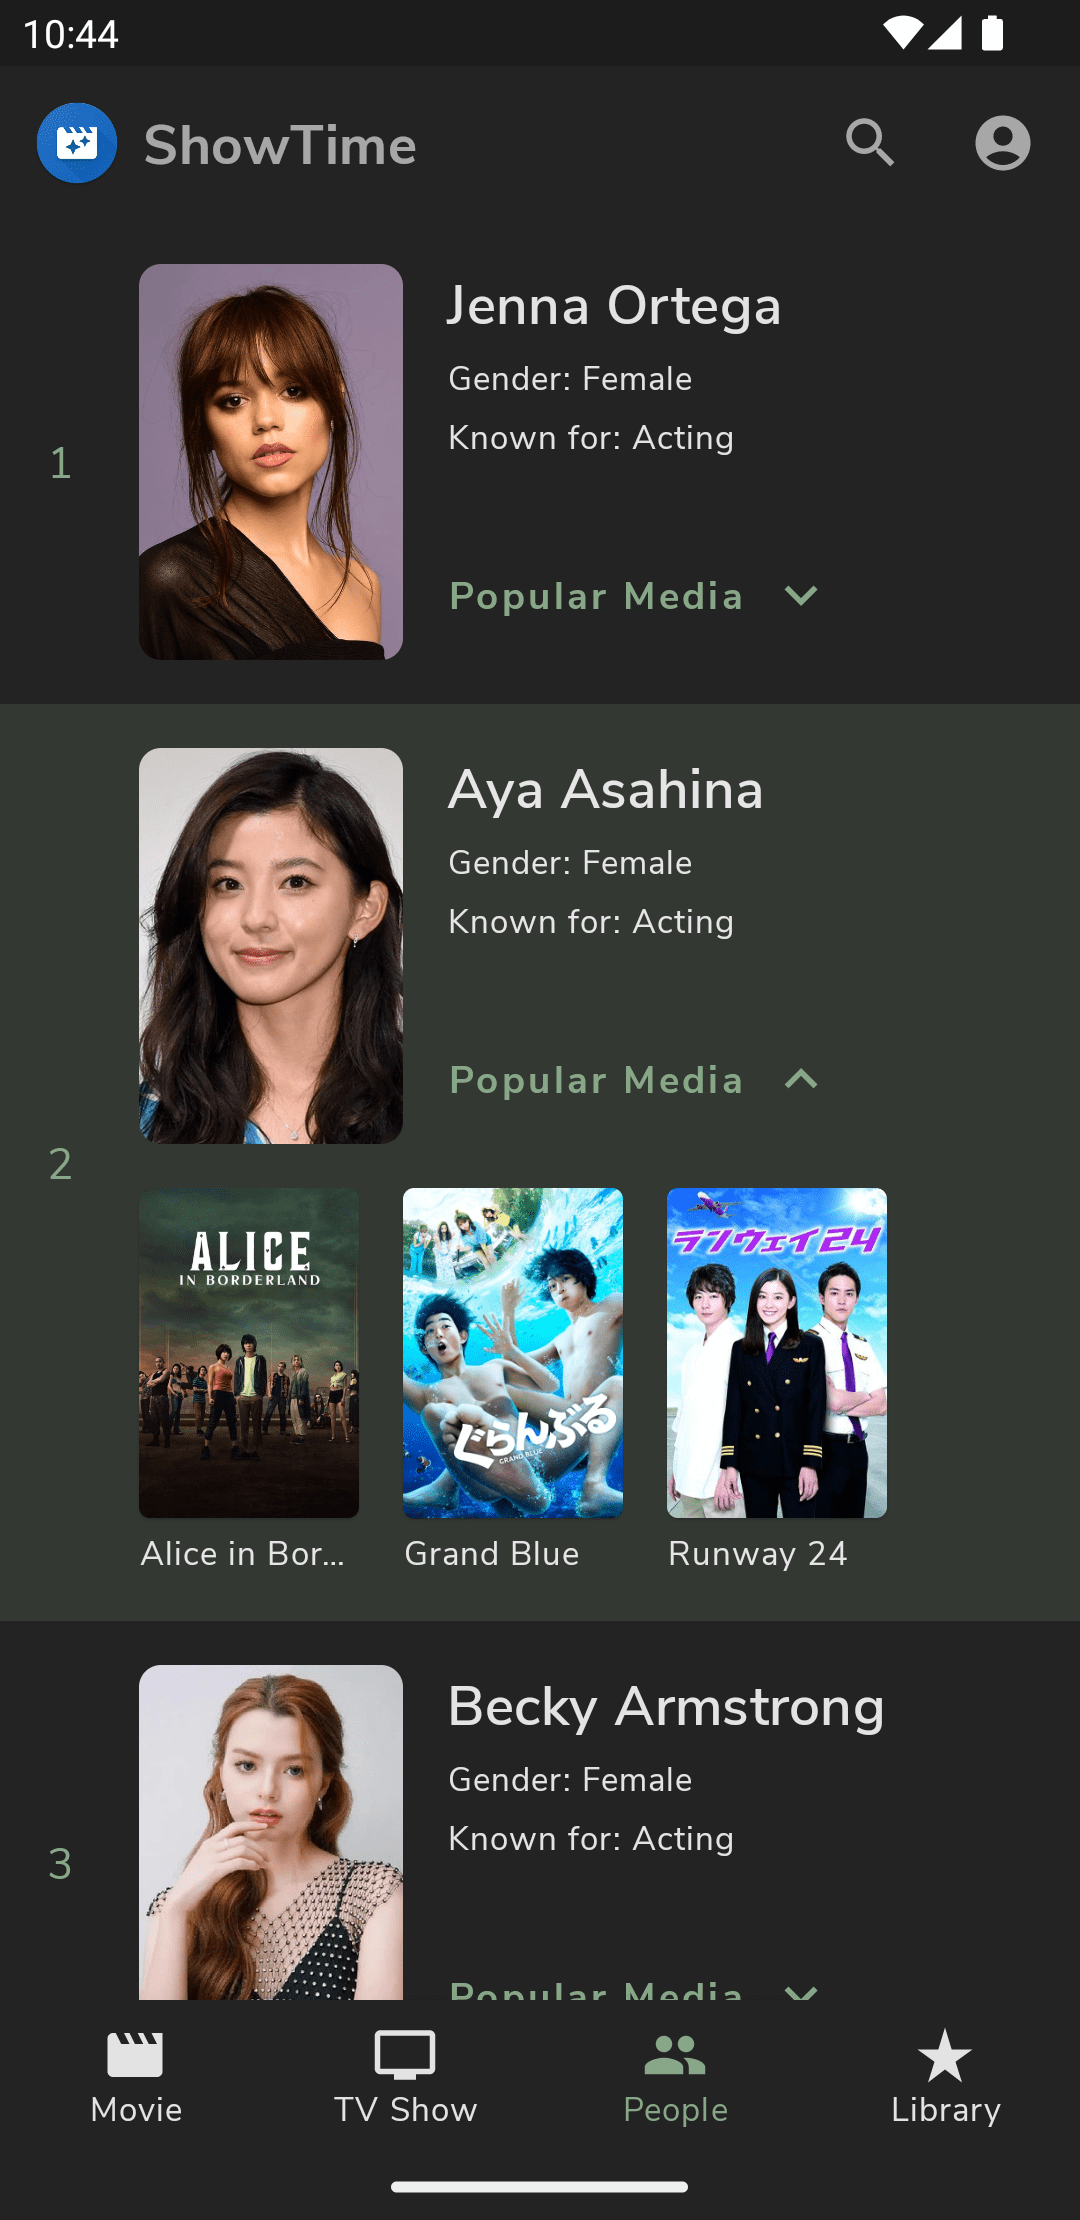 10:44
ShowTime
1
Jenna Ortega
Gender: Female
Known for: Acting
Popular Media
2
Aya Asahina
Gender: Female
Known for: Acting
Popular Media
ALICE
IN BORDERLAND
ぐらんぶる
GRAND BLUE
ランウェイ24
Alice in Bor...
Grand Blue
Runway 24
3
Becky Armstrong
Gender: Female
Known for: Acting
Popular Media
Movie
TV Show
People
Library